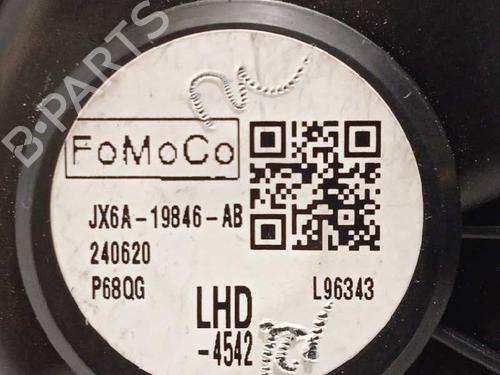 B-PARTS
FoMoCo
JX6A-19846-AB
240620
P68QG
L96343
LHD
-4542